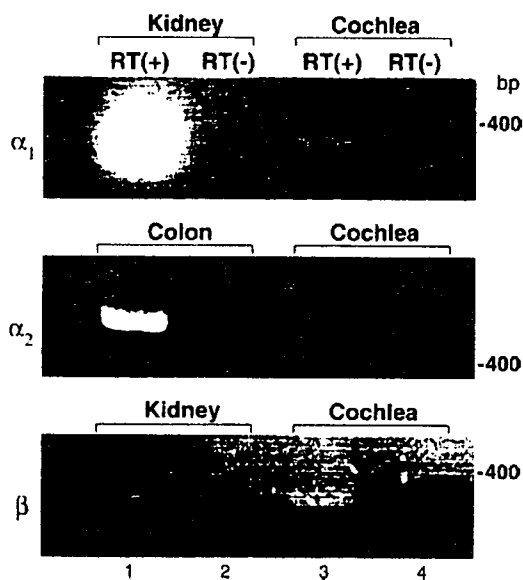 Kidney Cochlea
RT(+) RT(-) RT(+) RT(-)
bp
-400
α1
Colon Cochlea
α2
-400
Kidney Cochlea
-400
β
1 2 3 4